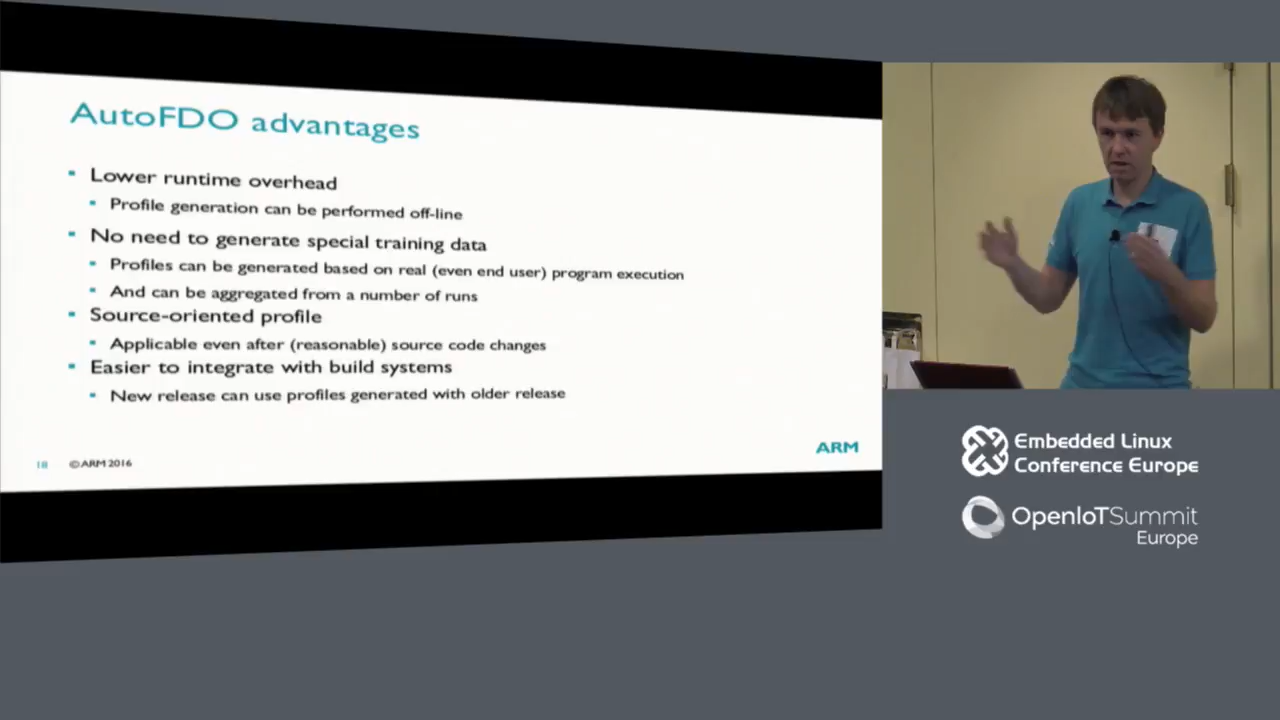 AutoFDO advantages
Lower runtime overhead
Profile generation can be performed off-line
No need to generate special training data
Profiles can be generated based on real (even end user) program execution
And can be aggregated from a number of runs
Source-oriented profile
Applicable even after (reasonable) source code changes
Easier to integrate with build systems
New release can use profiles generated with older release
18 ©ARM 2016
ARM
Embedded Linux
Conference Europe
OpenIoTSummit
Europe